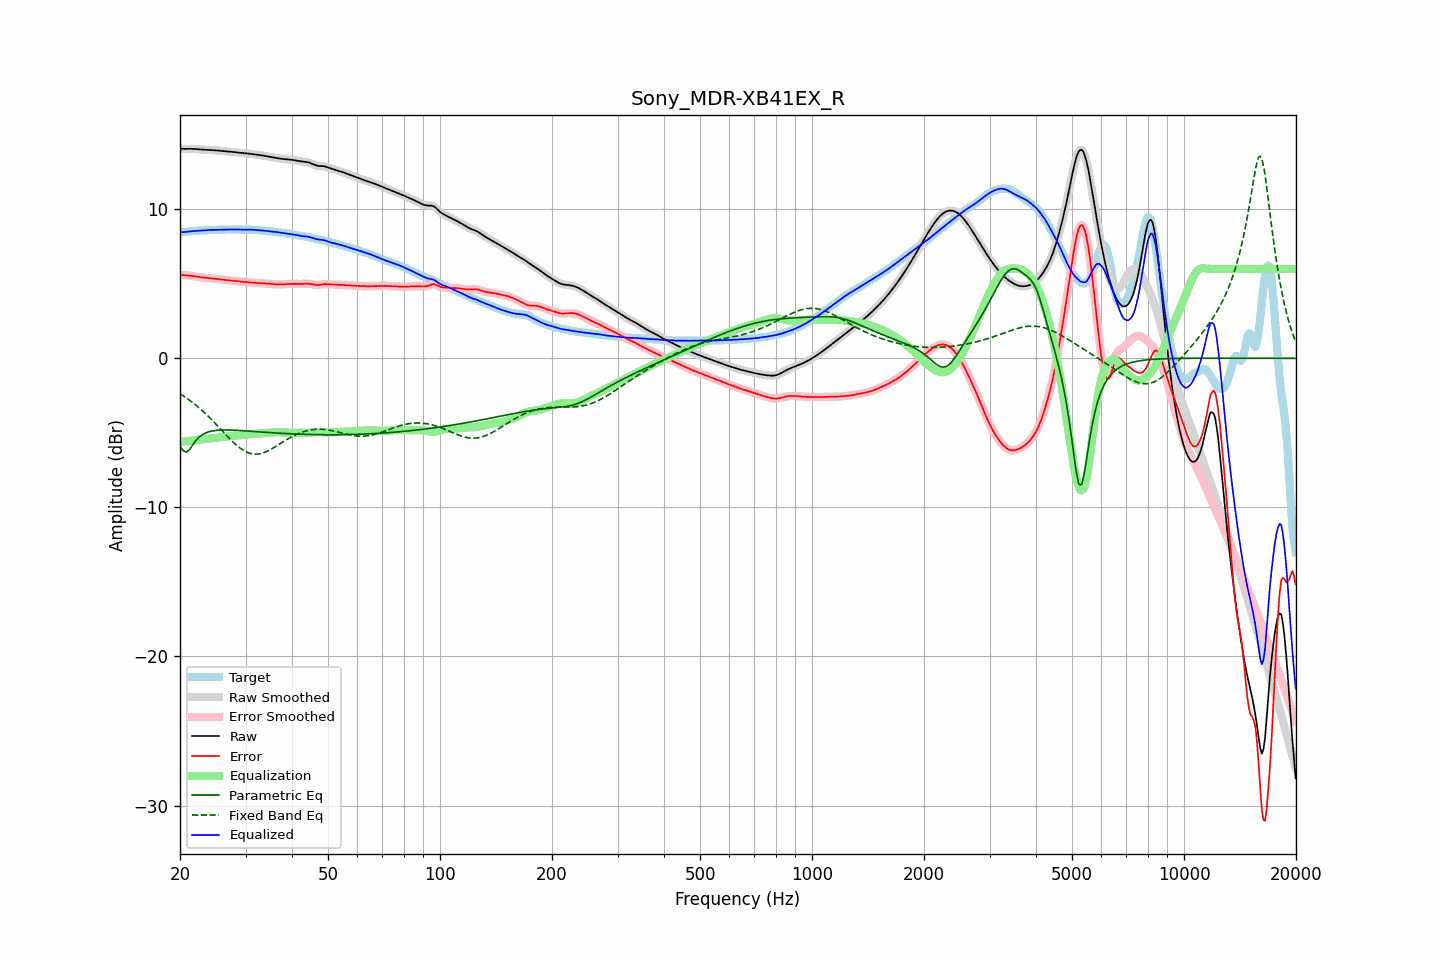 Sony_MDR-XB41EX_R
Amplitude (dBr)
10
0
−10
−20
−30
Target
Raw Smoothed
Error Smoothed
Raw
Error
Equalization
Parametric Eq
Fixed Band Eq
Equalized
20 50 100 200 500 1000 2000 5000 10000 20000
Frequency (Hz)